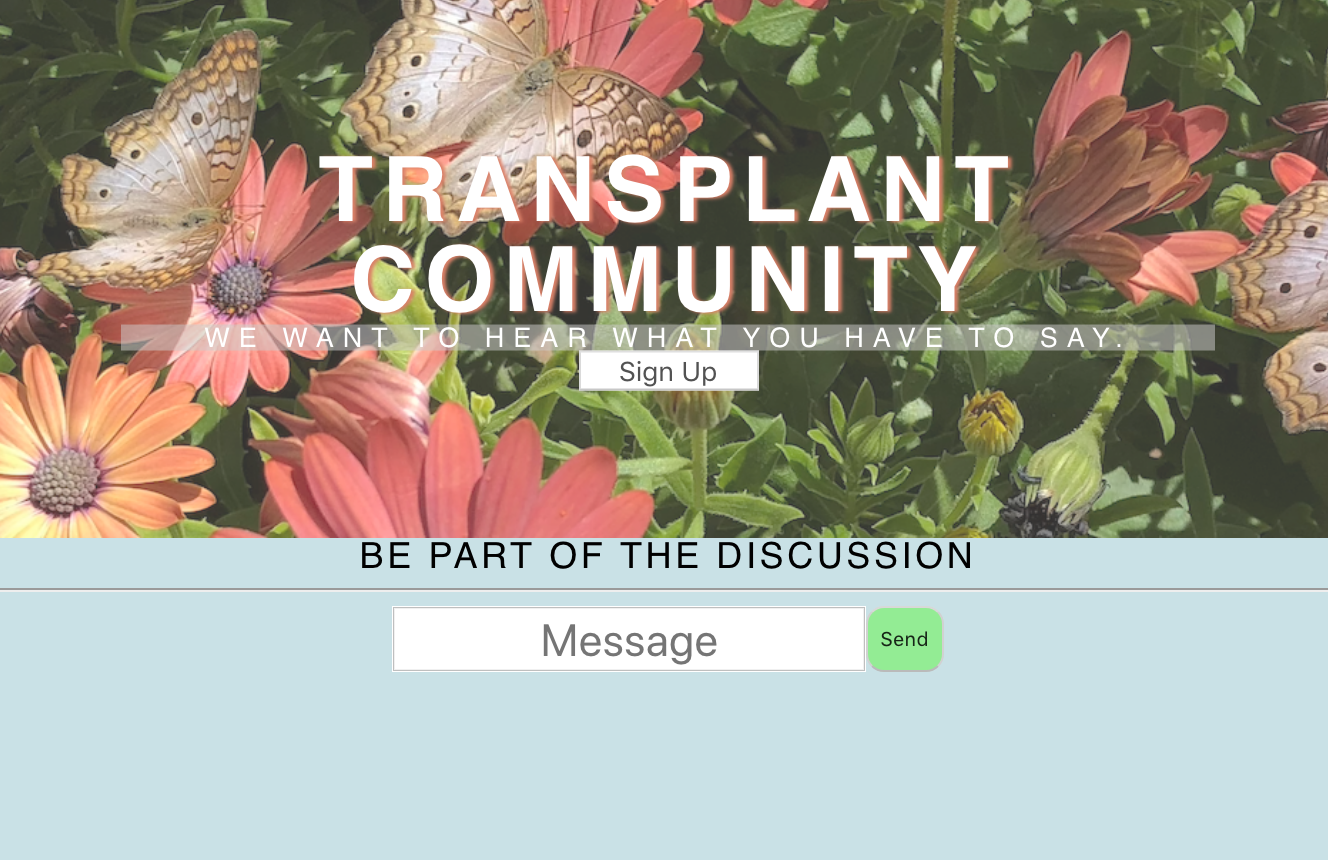 TRANSPLANT
COMMUNITY
WE WANT TO HEAR WHAT YOU HAVE TO SAY.
Sign Up
BE PART OF THE DISCUSSION
Message
Send